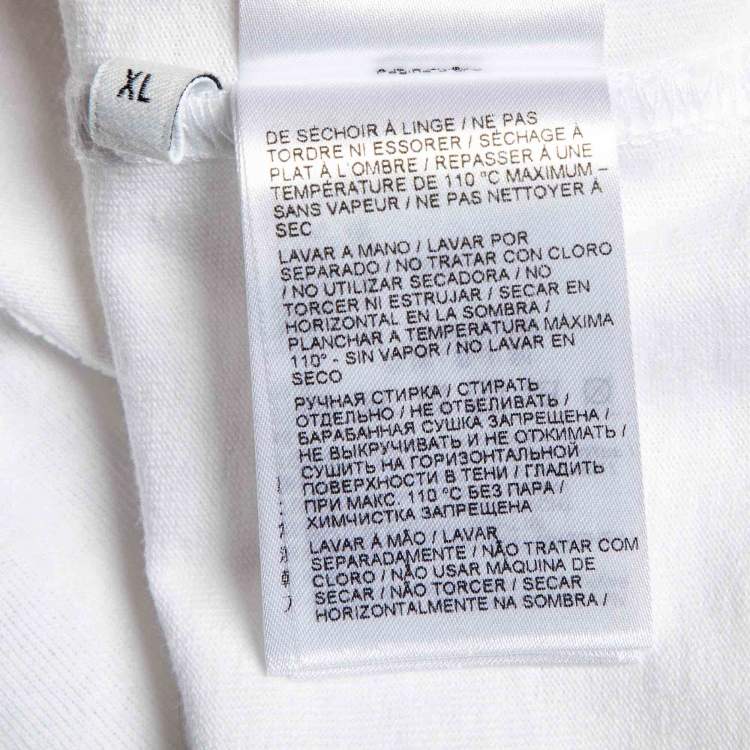 XL
DE SÉCHOIR À LINGE / NE PAS
TORDRE NI ESSORER / SÉCHAGE À
PLAT À L'OMBRE / REPASSER À UNE
TEMPÉRATURE DE 110 °C MAXIMUM –
SANS VAPEUR / NE PAS NETTOYER À
SEC
LAVAR A MANO / LAVAR POR
SEPARADO / NO TRATAR CON CLORO
/ NO UTILIZAR SECADORA / NO
TORCER NI ESTRUJAR / SECAR EN
HORIZONTAL EN LA SOMBRA /
PLANCHAR A TEMPERATURA MÁXIMA
110° - SIN VAPOR / NO LAVAR EN
SECO
РУЧНАЯ СТИРКА / СТИРАТЬ
ОТДЕЛЬНО / НЕ ОТБЕЛИВАТЬ /
БАРАБАННАЯ СУШКА ЗАПРЕЩЕНА /
НЕ ВЫКРУЧИВАТЬ И НЕ ОТЖИМАТЬ /
СУШИТЬ НА ГОРИЗОНТАЛЬНОЙ
ПОВЕРХНОСТИ В ТЕНИ / ГЛАДИТЬ
ПРИ МАКС. 110 °C БЕЗ ПАРА /
ХИМЧИСТКА ЗАПРЕЩЕНА
LAVAR À MÃO / LAVAR
SEPARADAMENTE / NÃO TRATAR COM
CLORO / NÃO USAR MÁQUINA DE
SECAR / NÃO TORCER / SECAR
HORIZONTALMENTE NA SOMBRA /